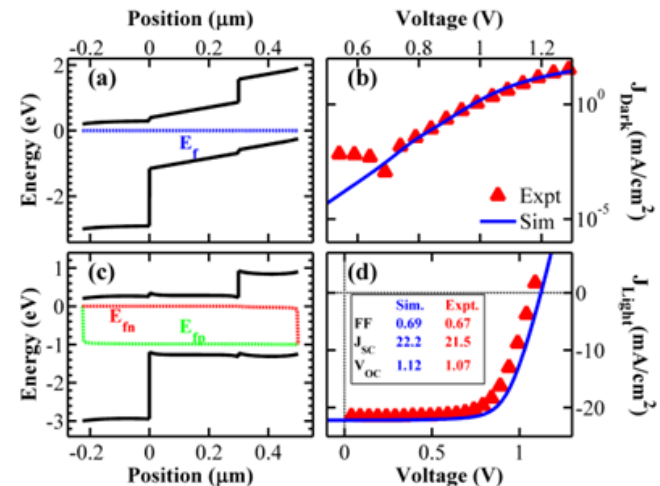 Position (μm)
Voltage (V)
-0.2 0 0.2 0.4
0.6 0.8 1 1.2
(a)
(b)
2
0
-2
Energy (eV)
E_f
10^0
10^-5
J_Dark (mA/cm^2)
Expt
Sim
(c)
(d)
1
0
-1
-2
-3
Energy (eV)
E_fn
E_fp
Sim. Expt.
FF 0.69 0.67
J_SC 22.2 21.5
V_OC 1.12 1.07
0
-10
-20
J_Light (mA/cm^2)
-0.2 0 0.2 0.4
0 0.5 1
Position (μm)
Voltage (V)